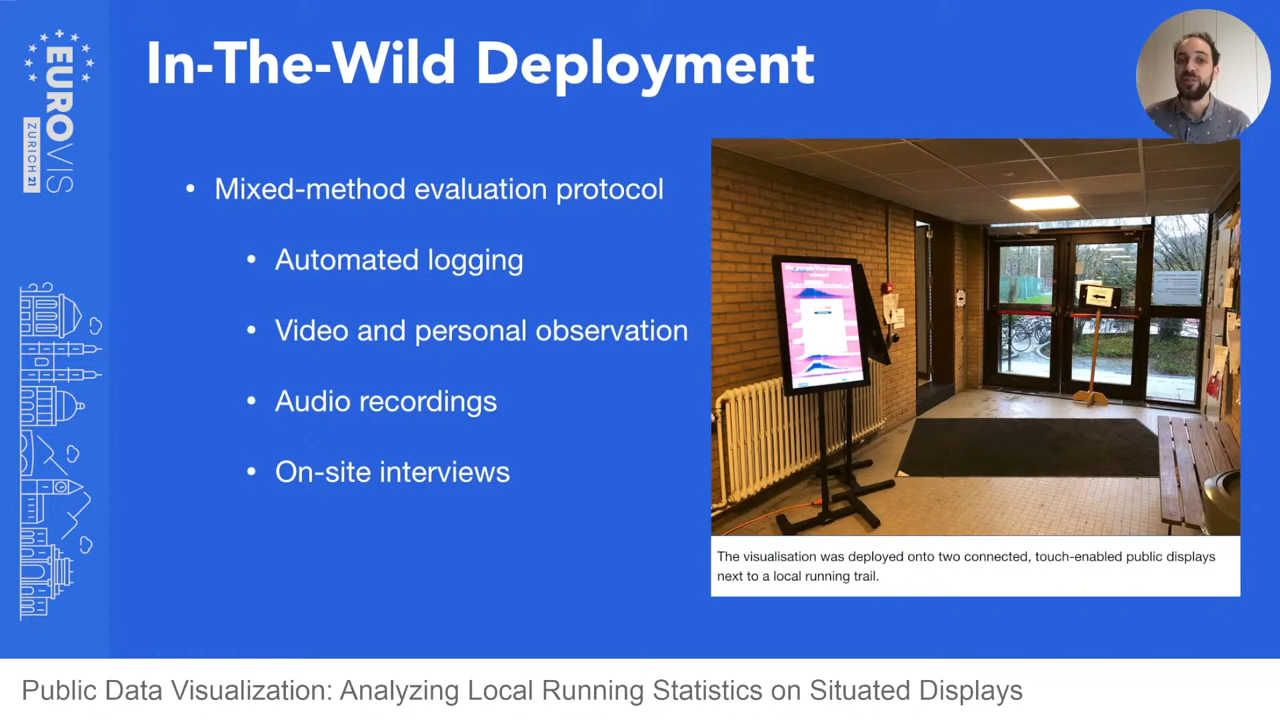 In-The-Wild Deployment
EUROVIS
ZURICH 21
• Mixed-method evaluation protocol
• Automated logging
• Video and personal observation
• Audio recordings
• On-site interviews
The visualisation was deployed onto two connected, touch-enabled public displays
next to a local running trail.
Public Data Visualization: Analyzing Local Running Statistics on Situated Displays